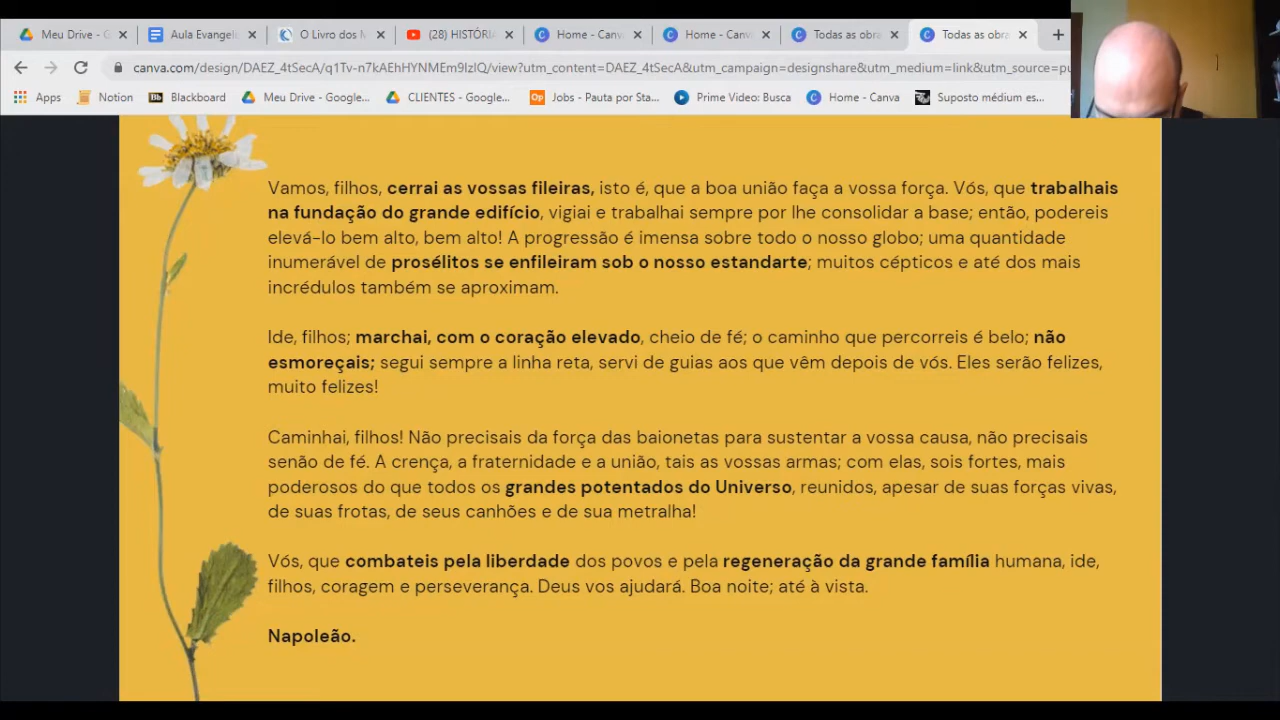 Meu Drive - G
Aula Evangel
O Livro dos M
(28) HISTÓRI
Home - Canv
Home - Canv
Todas as obra
Todas as obra
canva.com/design/DAEZ_4tSecA/q1Tv-n7kAEhHYNMEm9IzlQ/view?utm_content=DAEZ_4tSecA&utm_campaign=designshare&utm_medium=link&utm_source=pu
Apps
Notion
Bb Blackboard
Meu Drive - Google...
CLIENTES - Google...
Op Jobs - Pauta por Sta...
Prime Video: Busca
Home - Canva
Suposto médium es...
Vamos, filhos, cerrai as vossas fileiras, isto é, que a boa união faça a vossa força. Vós, que trabalhais
na fundação do grande edifício, vigiai e trabalhai sempre por lhe consolidar a base; então, podereis
elevá-lo bem alto, bem alto! A progressão é imensa sobre todo o nosso globo; uma quantidade
inumerável de prosélitos se enfileiram sob o nosso estandarte; muitos cépticos e até dos mais
incrédulos também se aproximam.
Ide, filhos; marchai, com o coração elevado, cheio de fé; o caminho que percorreis é belo; não
esmoreçais; segui sempre a linha reta, servi de guias aos que vêm depois de vós. Eles serão felizes,
muito felizes!
Caminhai, filhos! Não precisais da força das baionetas para sustentar a vossa causa, não precisais
senão de fé. A crença, a fraternidade e a união, tais as vossas armas; com elas, sois fortes, mais
poderosos do que todos os grandes potentados do Universo, reunidos, apesar de suas forças vivas,
de suas frotas, de seus canhões e de sua metralha!
Vós, que combateis pela liberdade dos povos e pela regeneração da grande família humana, ide,
filhos, coragem e perseverança. Deus vos ajudará. Boa noite; até à vista.
Napoleão.